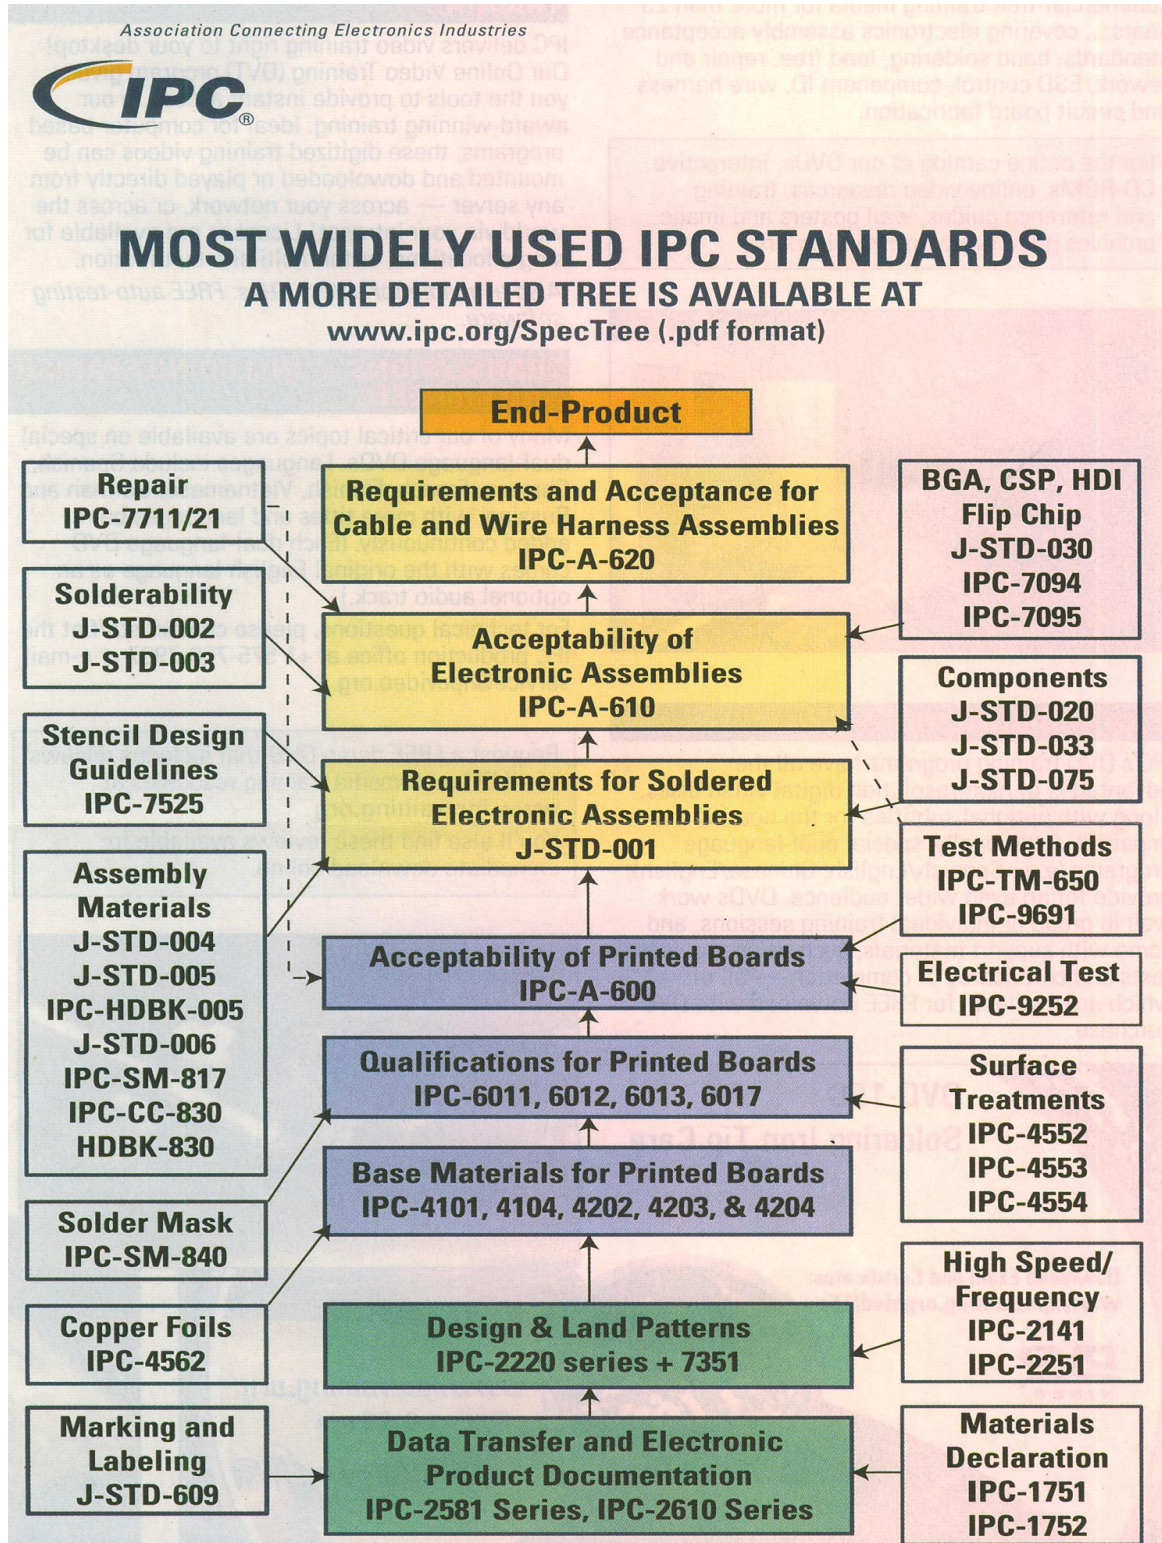 Association Connecting Electronics Industries
IPC®
MOST WIDELY USED IPC STANDARDS
A MORE DETAILED TREE IS AVAILABLE AT
www.ipc.org/SpecTree (.pdf format)
End-Product
Requirements and Acceptance for
Cable and Wire Harness Assemblies
IPC-A-620
Acceptability of
Electronic Assemblies
IPC-A-610
Requirements for Soldered
Electronic Assemblies
J-STD-001
Acceptability of Printed Boards
IPC-A-600
Qualifications for Printed Boards
IPC-6011, 6012, 6013, 6017
Base Materials for Printed Boards
IPC-4101, 4104, 4202, 4203, & 4204
Design & Land Patterns
IPC-2220 series + 7351
Data Transfer and Electronic
Product Documentation
IPC-2581 Series, IPC-2610 Series
Repair
IPC-7711/21
Solderability
J-STD-002
J-STD-003
Stencil Design
Guidelines
IPC-7525
Assembly
Materials
J-STD-004
J-STD-005
IPC-HDBK-005
J-STD-006
IPC-SM-817
IPC-CC-830
HDBK-830
Solder Mask
IPC-SM-840
Copper Foils
IPC-4562
Marking and
Labeling
J-STD-609
BGA, CSP, HDI
Flip Chip
J-STD-030
IPC-7094
IPC-7095
Components
J-STD-020
J-STD-033
J-STD-075
Test Methods
IPC-TM-650
IPC-9691
Electrical Test
IPC-9252
Surface
Treatments
IPC-4552
IPC-4553
IPC-4554
High Speed/
Frequency
IPC-2141
IPC-2251
Materials
Declaration
IPC-1751
IPC-1752